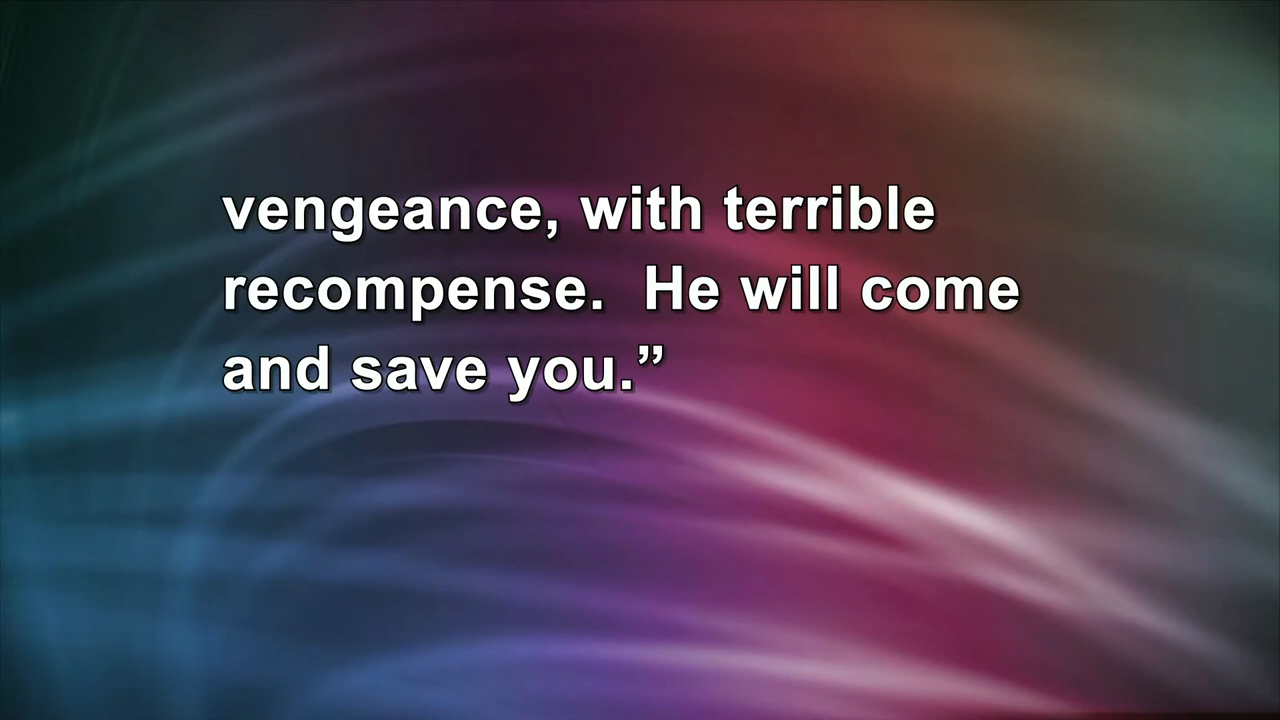 vengeance, with terrible
recompense.  He will come
and save you.”